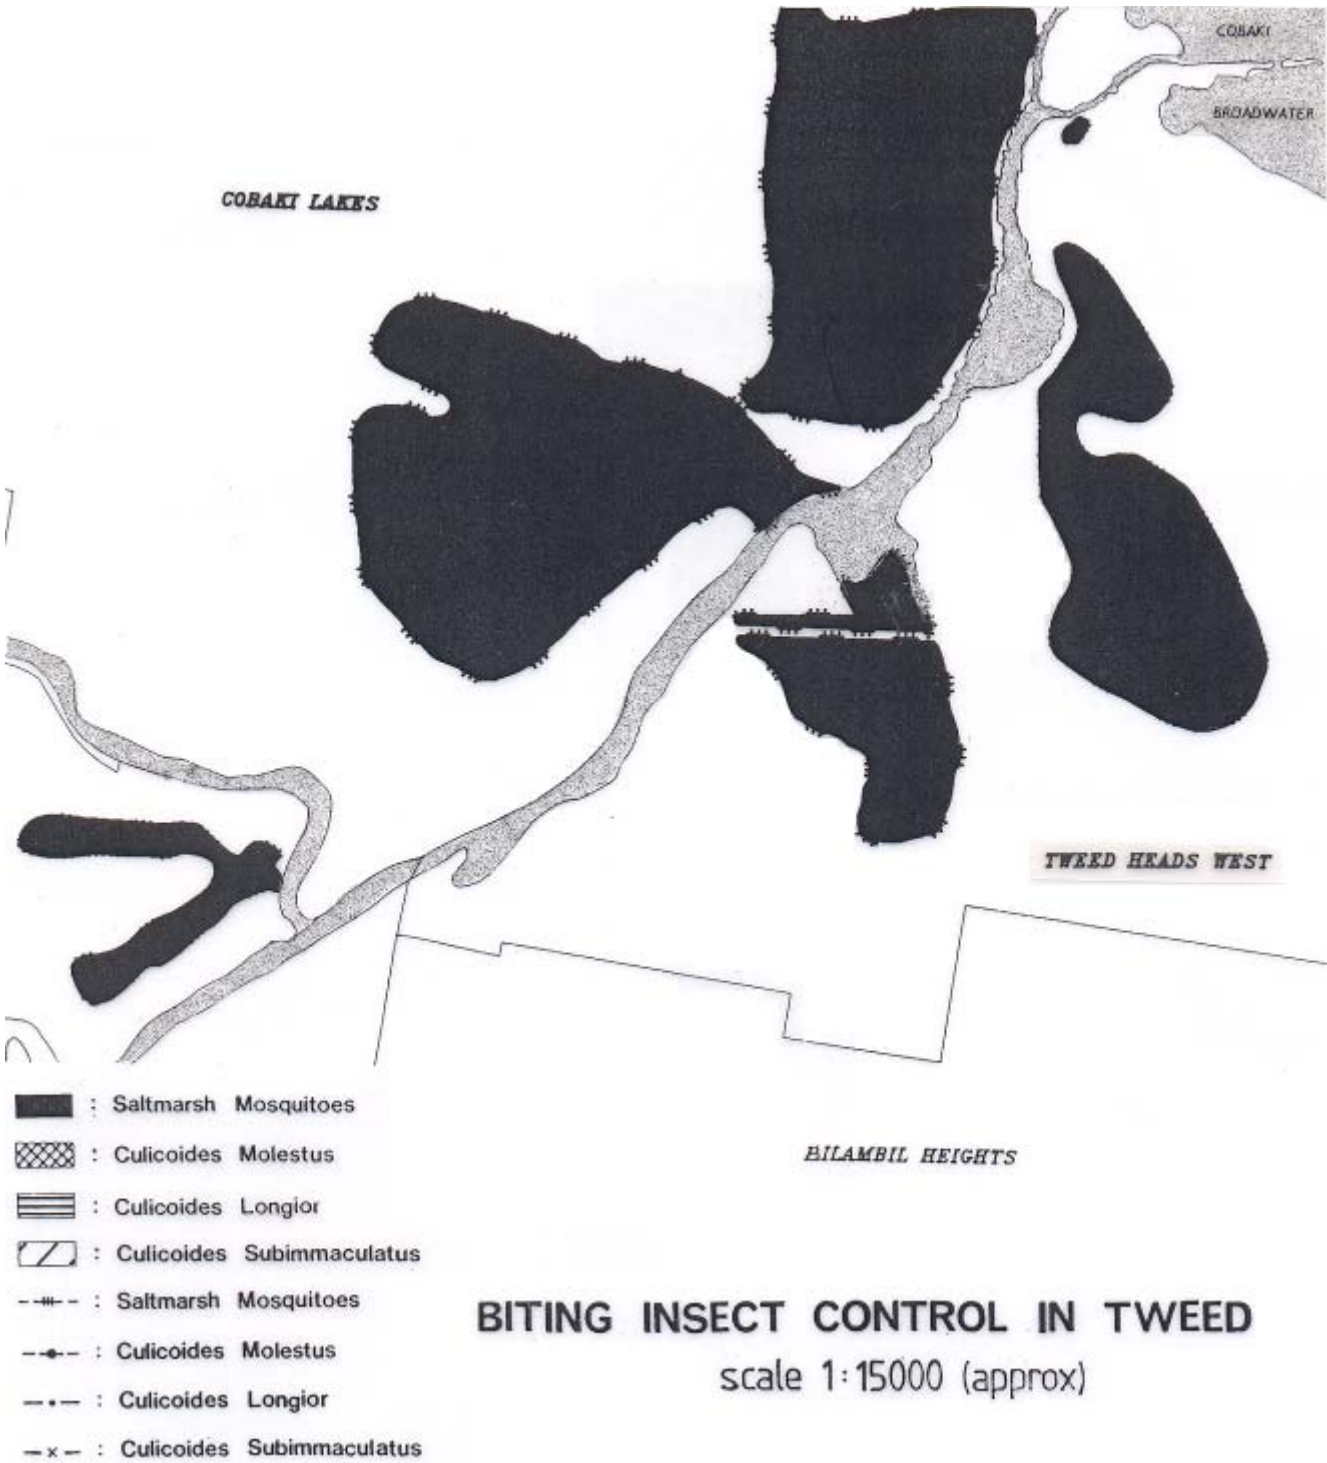 COBAKI
BROADWATER
COBAKI LAKES
TWEED HEADS WEST
BILAMBIL HEIGHTS
: Saltmarsh Mosquitoes
: Culicoides Molestus
: Culicoides Longior
: Culicoides Subimmaculatus
: Saltmarsh Mosquitoes
: Culicoides Molestus
: Culicoides Longior
: Culicoides Subimmaculatus
BITING INSECT CONTROL IN TWEED
scale 1:15000 (approx)